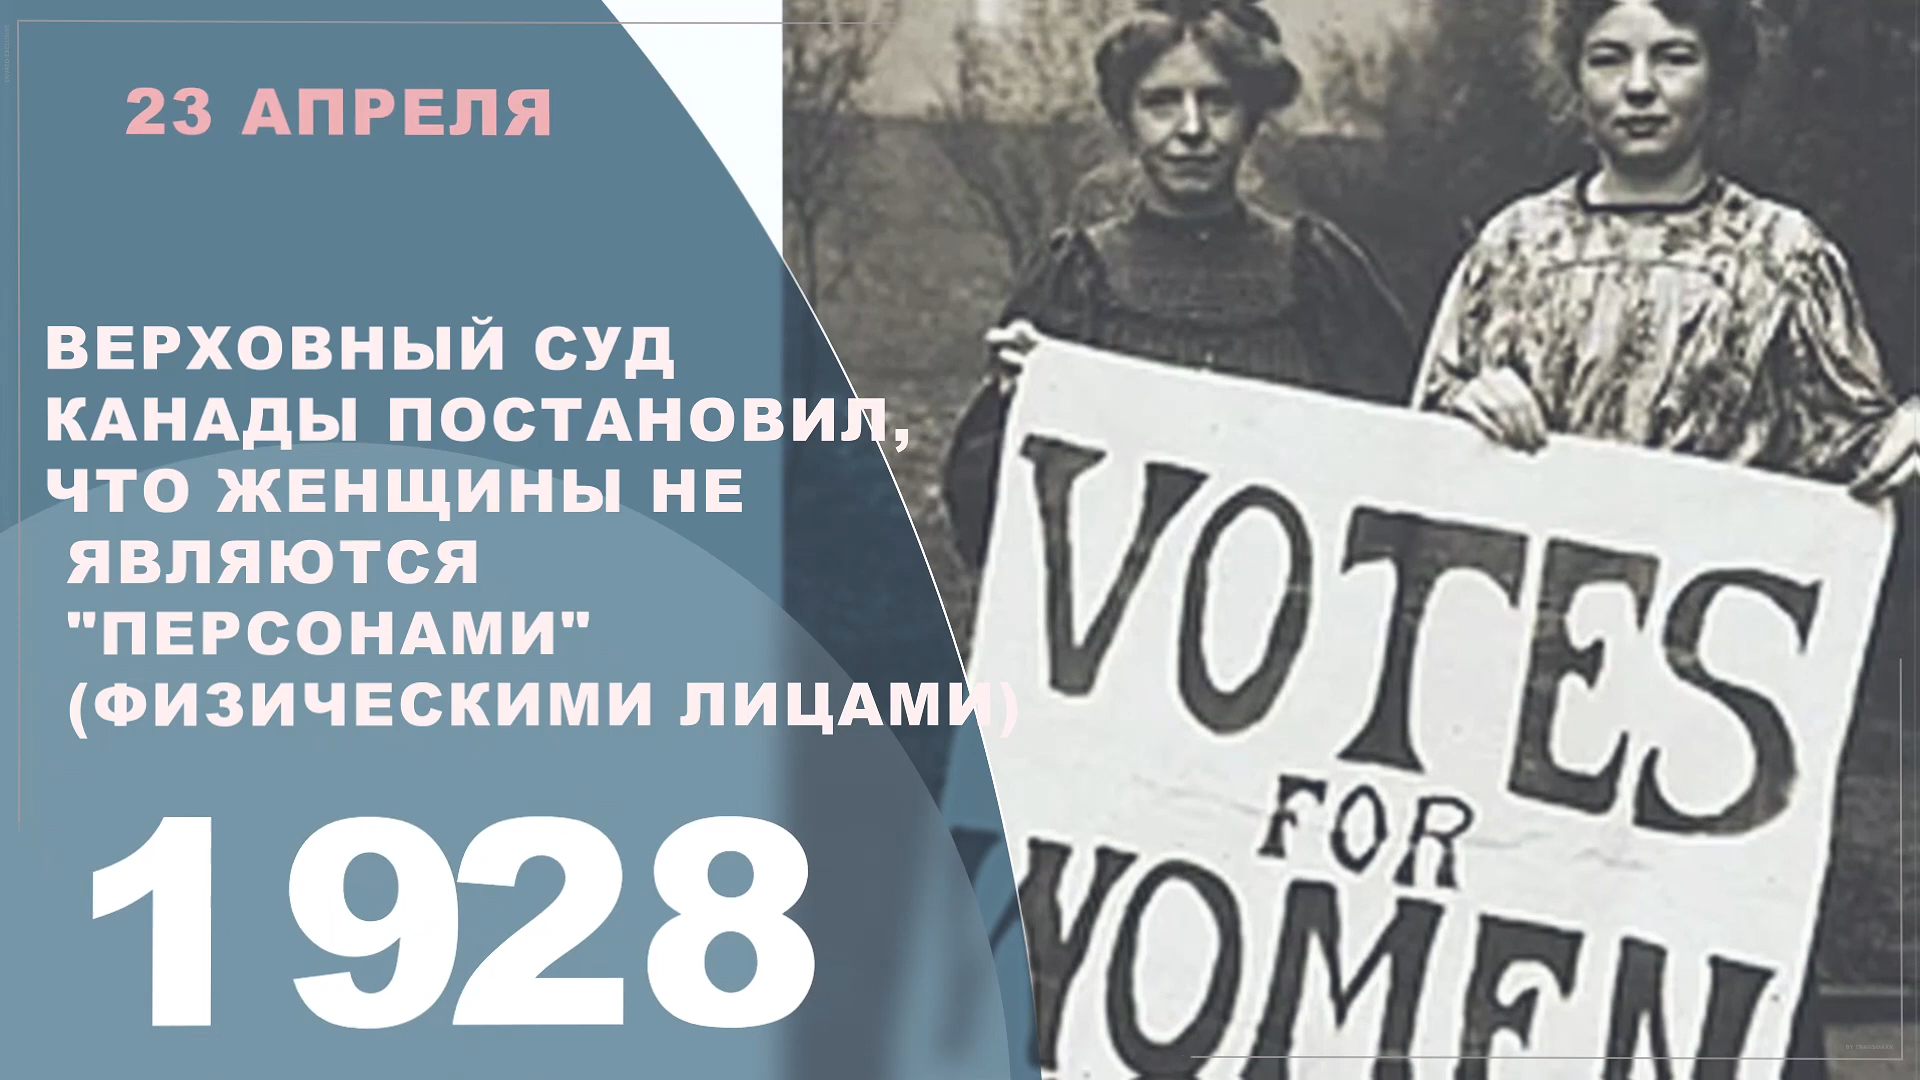 23 АПРЕЛЯ
ВЕРХОВНЫЙ СУД
КАНАДЫ ПОСТАНОВИЛ,
ЧТО ЖЕНЩИНЫ НЕ
ЯВЛЯЮТСЯ
"ПЕРСОНАМИ"
(ФИЗИЧЕСКИМИ ЛИЦАМИ)
1928
VOTES
FOR
WOMEN